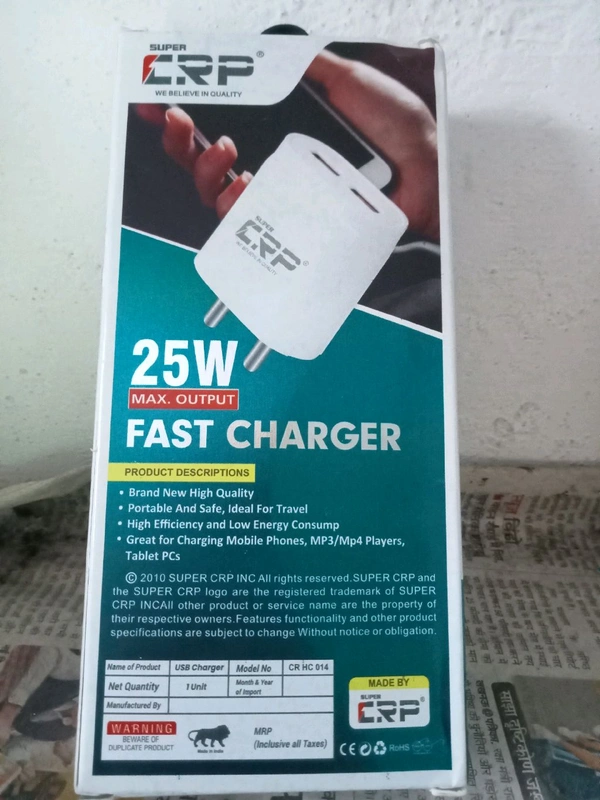 SUPER
CRP®
WE BELIEVE IN QUALITY
SUPER
CRP®
WE BELIEVE IN QUALITY
25W
MAX. OUTPUT
FAST CHARGER
PRODUCT DESCRIPTIONS
• Brand New High Quality
• Portable And Safe, Ideal For Travel
• High Efficiency and Low Energy Consump
• Great for Charging Mobile Phones, MP3/Mp4 Players,
Tablet PCs
© 2010 SUPER CRP INC All rights reserved.SUPER CRP and
the SUPER CRP logo are the registered trademark of SUPER
CRP INCAll other product or service name are the property of
their respective owners.Features functionality and other product
specifications are subject to change Without notice or obligation.
Name of Product USB Charger Model No CR HC 014
Net Quantity 1 Unit Month & Year of Import
Manufactured By
MADE BY
SUPER
CRP®
WARNING
BEWARE OF
DUPLICATE PRODUCT
Made in India
MRP
(Inclusive all Taxes)
CE RoHS